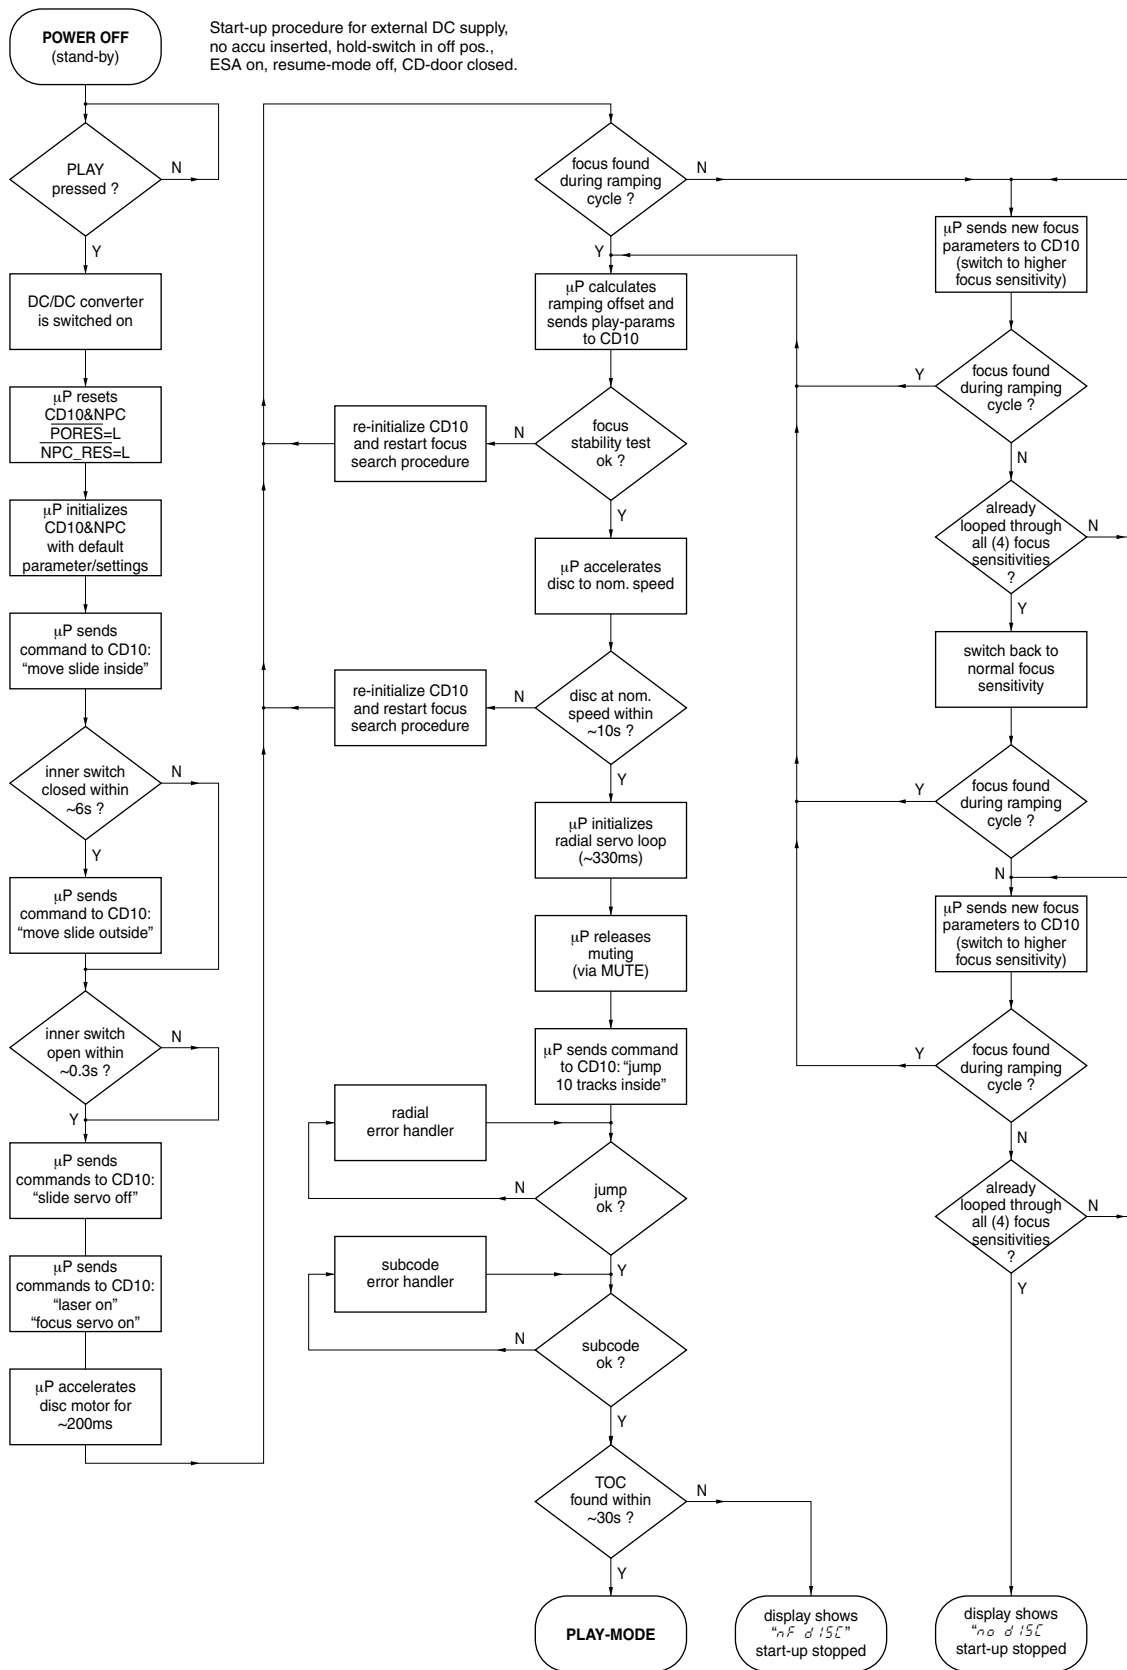 POWER OFF
(stand-by)
Start-up procedure for external DC supply,
no accu inserted, hold-switch in off pos.,
ESA on, resume-mode off, CD-door closed.
PLAY
pressed ?
N
Y
DC/DC converter
is switched on
µP resets
CD10&NPC
PORES=L
NPC_RES=L
µP initializes
CD10&NPC
with default
parameter/settings
µP sends
command to CD10:
“move slide inside”
inner switch
closed within
~6s ?
N
Y
µP sends
command to CD10:
“move slide outside”
inner switch
open within
~0.3s ?
N
Y
µP sends
commands to CD10:
“slide servo off”
µP sends
commands to CD10:
“laser on”
“focus servo on”
µP accelerates
disc motor for
~200ms
focus found
during ramping
cycle ?
N
Y
µP calculates
ramping offset and
sends play-params
to CD10
focus
stability test
ok ?
N
re-initialize CD10
and restart focus
search procedure
Y
µP accelerates
disc to nom. speed
disc at nom.
speed within
~10s ?
N
re-initialize CD10
and restart focus
search procedure
Y
µP initializes
radial servo loop
(~330ms)
µP releases
muting
(via MUTE)
µP sends command
to CD10: “jump
10 tracks inside”
radial
error handler
jump
ok ?
N
Y
subcode
error handler
subcode
ok ?
N
Y
TOC
found within
~30s ?
N
Y
PLAY-MODE
display shows
“nF dISC”
start-up stopped
µP sends new focus
parameters to CD10
(switch to higher
focus sensitivity)
focus found
during ramping
cycle ?
Y
N
already
looped through
all (4) focus
sensitivities
?
N
Y
switch back to
normal focus
sensitivity
focus found
during ramping
cycle ?
Y
N
µP sends new focus
parameters to CD10
(switch to higher
focus sensitivity)
focus found
during ramping
cycle ?
Y
N
already
looped through
all (4) focus
sensitivities
?
N
Y
display shows
“no dISC
start-up stopped